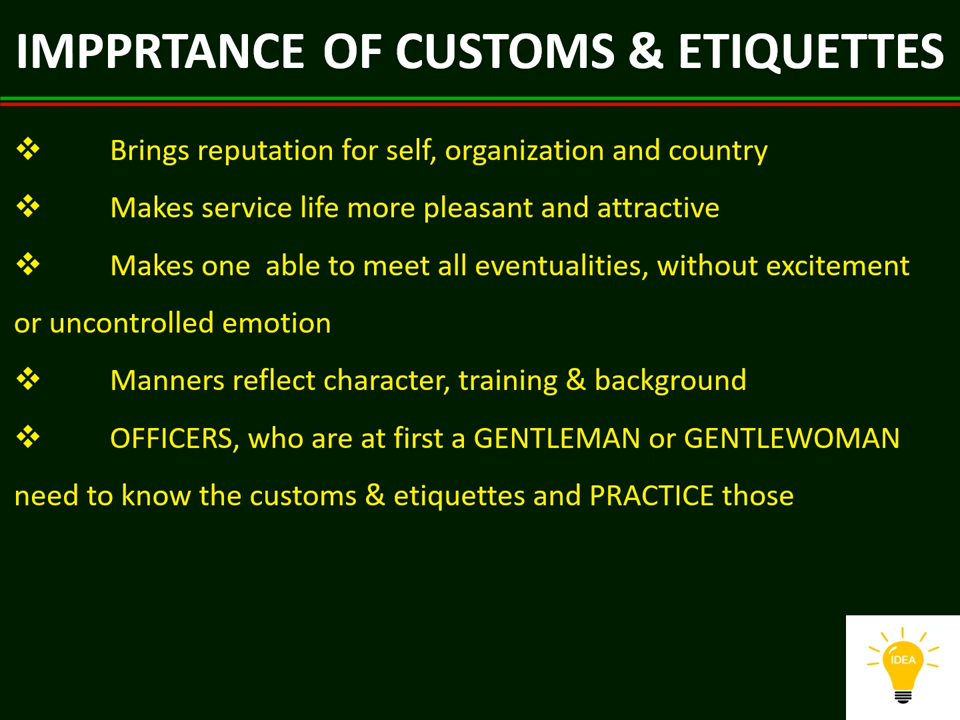 IMPPRTANCE OF CUSTOMS & ETIQUETTES
❖ Brings reputation for self, organization and country
❖ Makes service life more pleasant and attractive
❖ Makes one  able to meet all eventualities, without excitement
or uncontrolled emotion
❖ Manners reflect character, training & background
❖ OFFICERS, who are at first a GENTLEMAN or GENTLEWOMAN
need to know the customs & etiquettes and PRACTICE those
IDEA